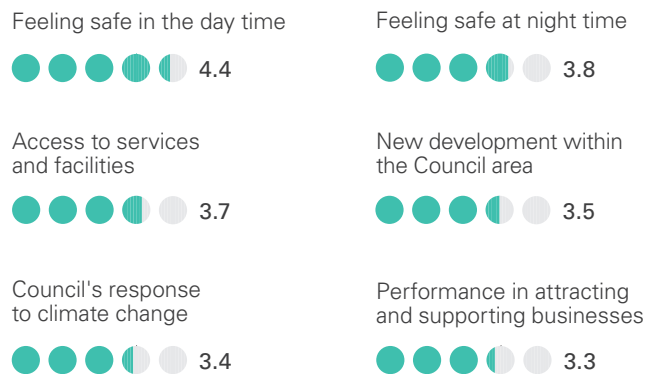 Feeling safe in the day time
4.4
Feeling safe at night time
3.8
Access to services
and facilities
3.7
New development within
the Council area
3.5
Council's response
to climate change
3.4
Performance in attracting
and supporting businesses
3.3